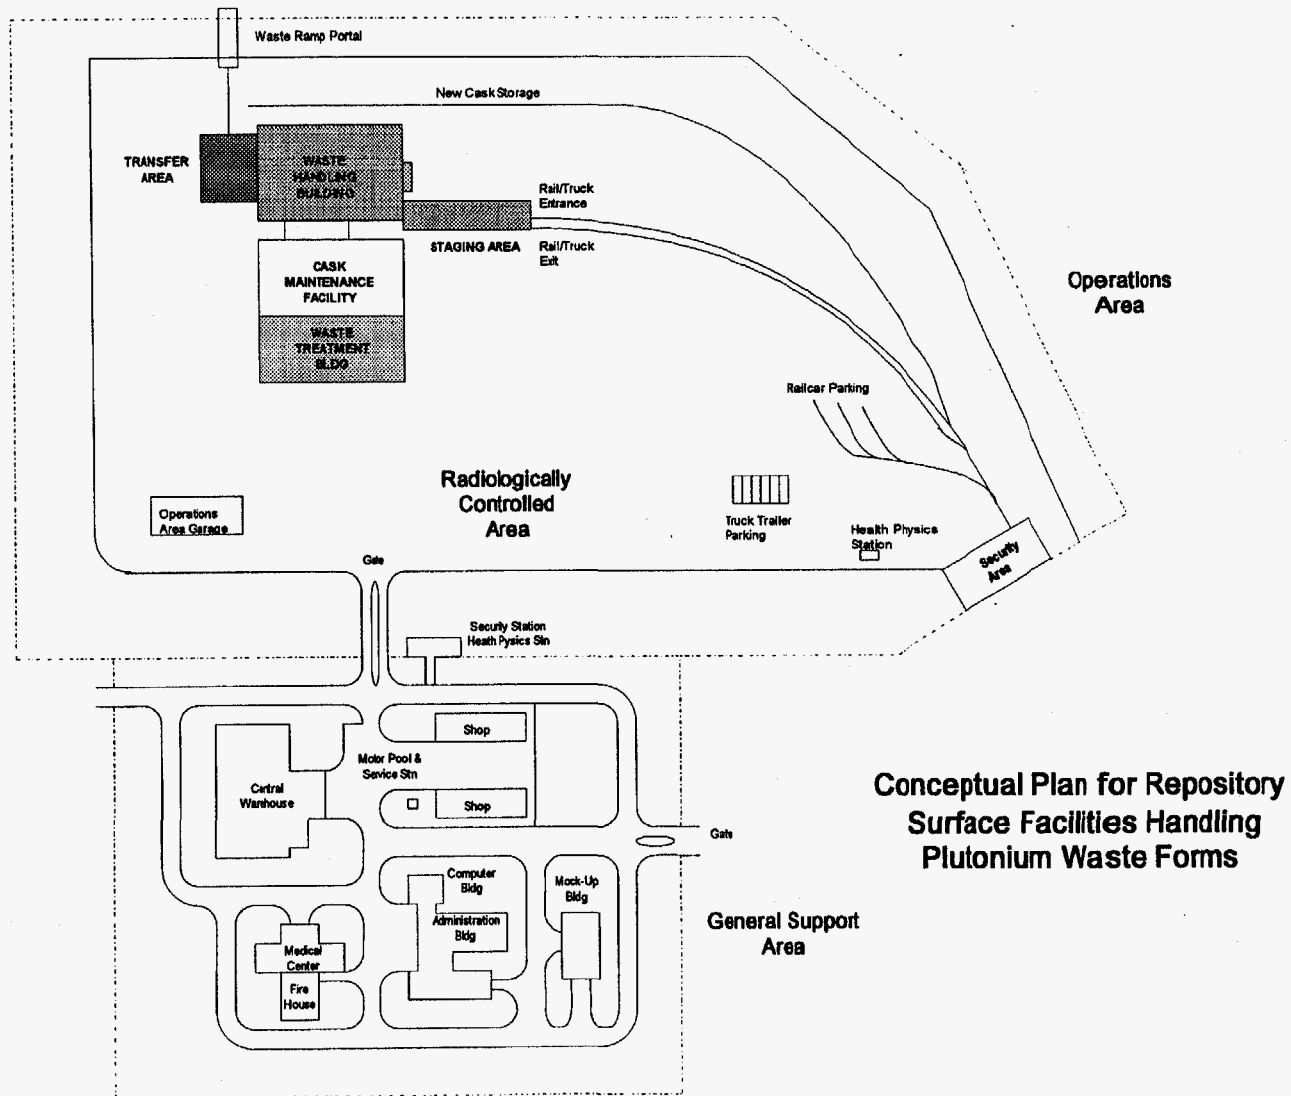 Waste Ramp Portal
New Cask Storage
TRANSFER
AREA
WASTE
HANDLING
BUILDING
Rail/Truck
Entrance
STAGING AREA
Rail/Truck
Exit
CASK
MAINTENANCE
FACILITY
WASTE
TREATMENT
BLDG
Operations
Area
Railcar Parking
Radiologically
Controlled
Area
Operations
Area Garage
Truck Trailer
Parking
Health Physics
Station
Security
Area
Gate
Security Station
Heath Pysics Stn
Shop
Motor Pool &
Service Stn
Central
Warehouse
Shop
Gate
Conceptual Plan for Repository
Surface Facilities Handling
Plutonium Waste Forms
Computer
Bldg
Mock-Up
Bldg
Administration
Bldg
General Support
Area
Medical
Center
Fire
House